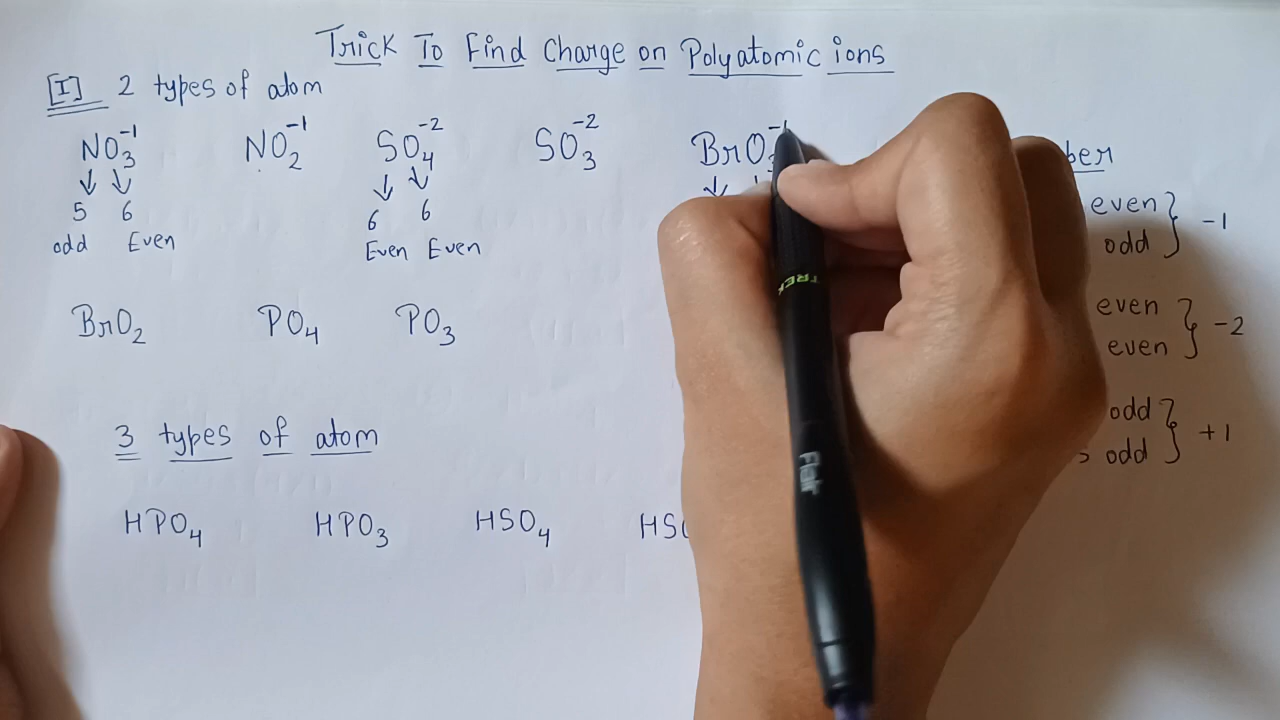 Trick To Find Charge on Polyatomic ions
[I] 2 types of atom
NO₃⁻¹ NO₂⁻¹ SO₄⁻² SO₃⁻² BrO₃⁻¹
5 6 6 6
odd Even Even Even
even } -1
odd
BrO₂ PO₄ PO₃
even } -2
even
odd } +1
odd
3 types of atom
HPO₄ HPO₃ HSO₄
Flair